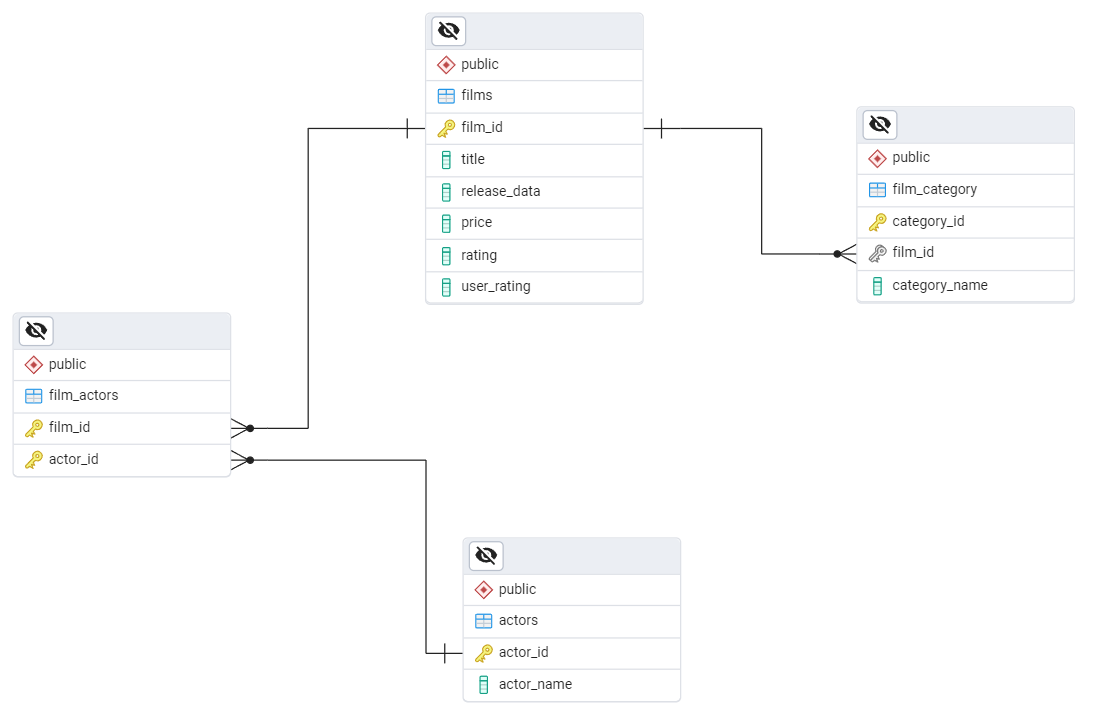 public
films
film_id
title
release_data
price
rating
user_rating
public
film_category
category_id
film_id
category_name
public
film_actors
film_id
actor_id
public
actors
actor_id
actor_name